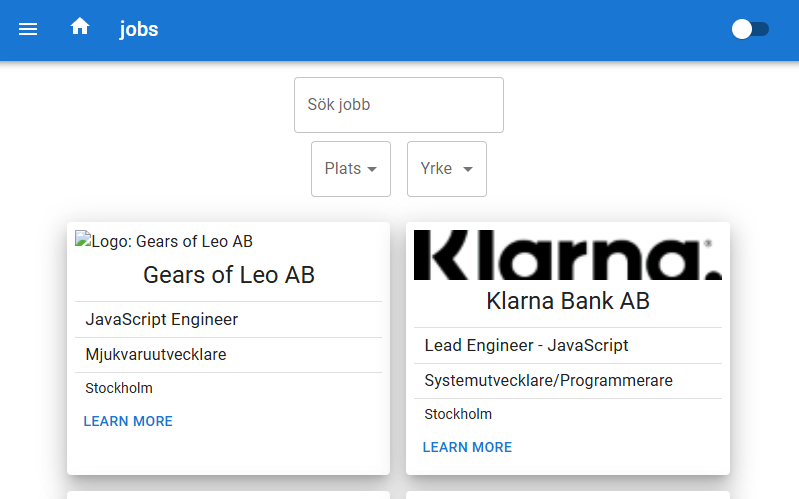 jobs
Sök jobb
Plats
Yrke
Logo: Gears of Leo AB
Gears of Leo AB
JavaScript Engineer
Mjukvaruutvecklare
Stockholm
LEARN MORE
Klarna.
Klarna Bank AB
Lead Engineer - JavaScript
Systemutvecklare/Programmerare
Stockholm
LEARN MORE